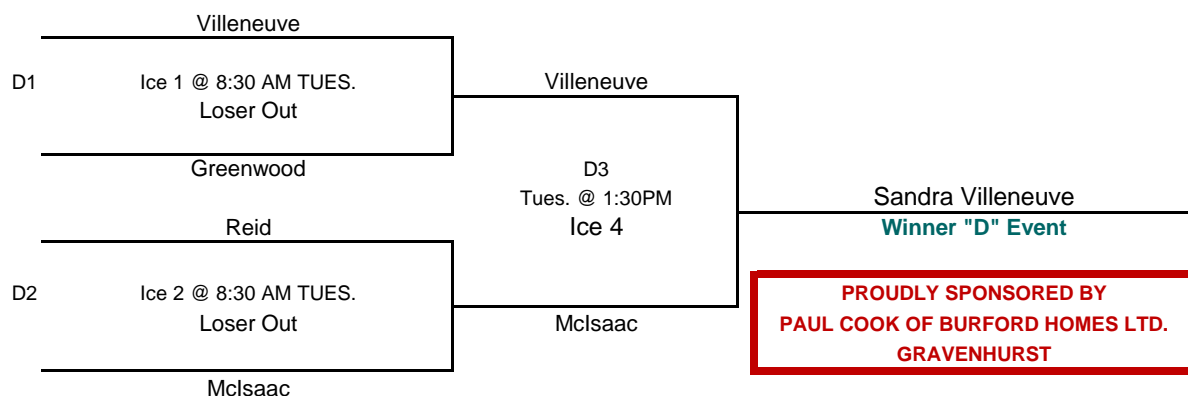 Villeneuve
D1
Ice 1 @ 8:30 AM TUES.
Loser Out
Greenwood
Villeneuve
D3
Tues. @ 1:30PM
Ice 4
Reid
D2
Ice 2 @ 8:30 AM TUES.
Loser Out
McIsaac
McIsaac
Sandra Villeneuve
Winner "D" Event
PROUDLY SPONSORED BY
PAUL COOK OF BURFORD HOMES LTD.
GRAVENHURST